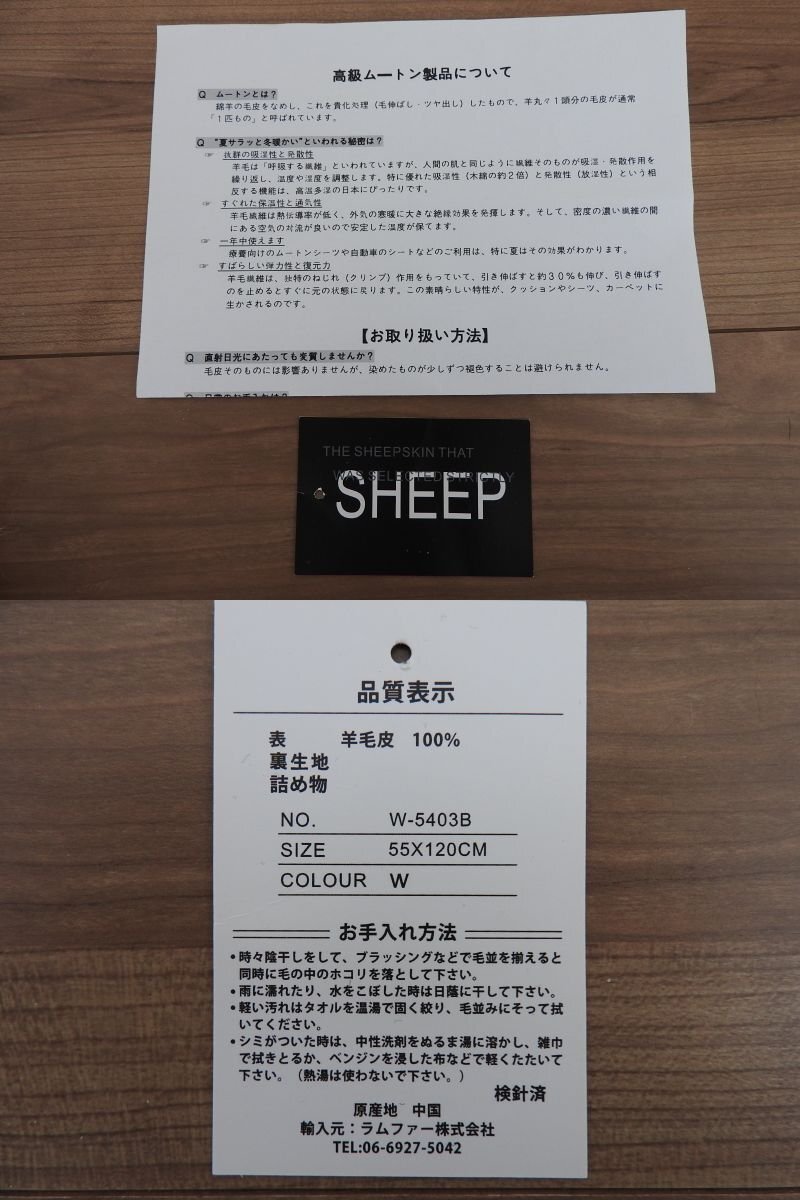 高級ムートン製品について
Q ムートンとは?
綿羊の毛皮をなめし、これを貴化処理(毛伸ばし・ツヤ出し)したもので、羊丸々1頭分の毛皮が通常
「1匹もの」と呼ばれています。
Q "夏サラッと冬暖かい"といわれる秘密は?
☞ 抜群の吸湿性と発散性
羊毛は「呼吸する繊維」といわれていますが、人間の肌と同じように繊維そのものが吸湿・発散作用を
繰り返し、温度や湿度を調整します。特に優れた吸湿性(木綿の約2倍)と発散性(放湿性)という相
反する機能は、高温多湿の日本にぴったりです。
☞ すぐれた保温性と通気性
羊毛繊維は熱伝導率が低く、外気の寒暖に大きな絶縁効果を発揮します。そして、密度の濃い繊維の間
にある空気の対流が良いので安定した温度が保てます。
☞ 一年中使えます
療養向けのムートンシーツや自動車のシートなどのご利用は、特に夏はその効果がわかります。
☞ すばらしい弾力性と復元力
羊毛繊維は、独特のねじれ(クリンプ)作用をもっていて、引き伸ばすと約30%も伸び、引き伸ばす
のを止めるとすぐに元の状態に戻ります。この素晴らしい特性が、クッションやシーツ、カーペットに
生かされるのです。
【お取り扱い方法】
Q 直射日光にあたっても変質しませんか?
毛皮そのものには影響ありませんが、染めたものが少しずつ褪色することは避けられません。
THE SHEEPSKIN THAT
WAS SELECTED STRICTLY
SHEEP
品質表示
表 羊毛皮 100%
裏生地
詰め物
NO. W-5403B
SIZE 55X120CM
COLOUR W
お手入れ方法
•時々陰干しをして、ブラッシングなどで毛並を揃えると
同時に毛の中のホコリを落として下さい。
•雨に濡れたり、水をこぼした時は日蔭に干して下さい。
•軽い汚れはタオルを温湯で固く絞り、毛並みにそって拭
いてください。
•シミがついた時は、中性洗剤をぬるま湯に溶かし、雑巾
で拭きとるか、ベンジンを浸した布などで軽くたたいて
下さい。(熱湯は使わないで下さい。)
検針済
原産地 中国
輸入元:ラムファー株式会社
TEL:06-6927-5042